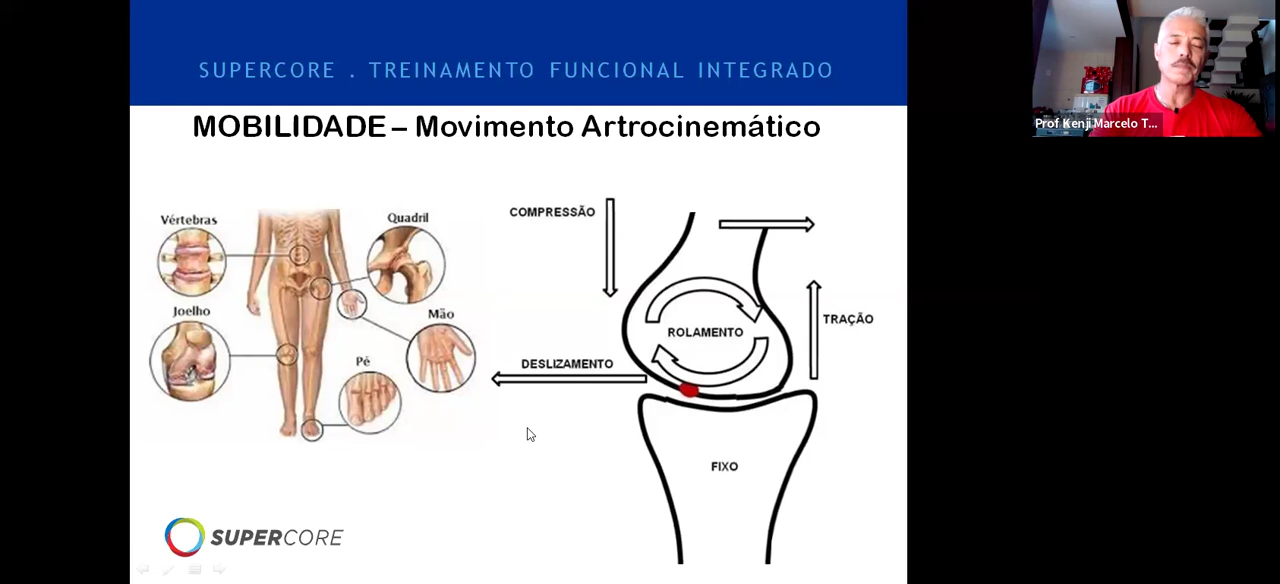 SUPERCORE . TREINAMENTO FUNCIONAL INTEGRADO
MOBILIDADE – Movimento Artrocinemático
Vértebras
Quadril
Joelho
Mão
Pé
COMPRESSÃO
ROLAMENTO
TRAÇÃO
DESLIZAMENTO
FIXO
SUPERCORE
Prof Kenji Marcelo T...